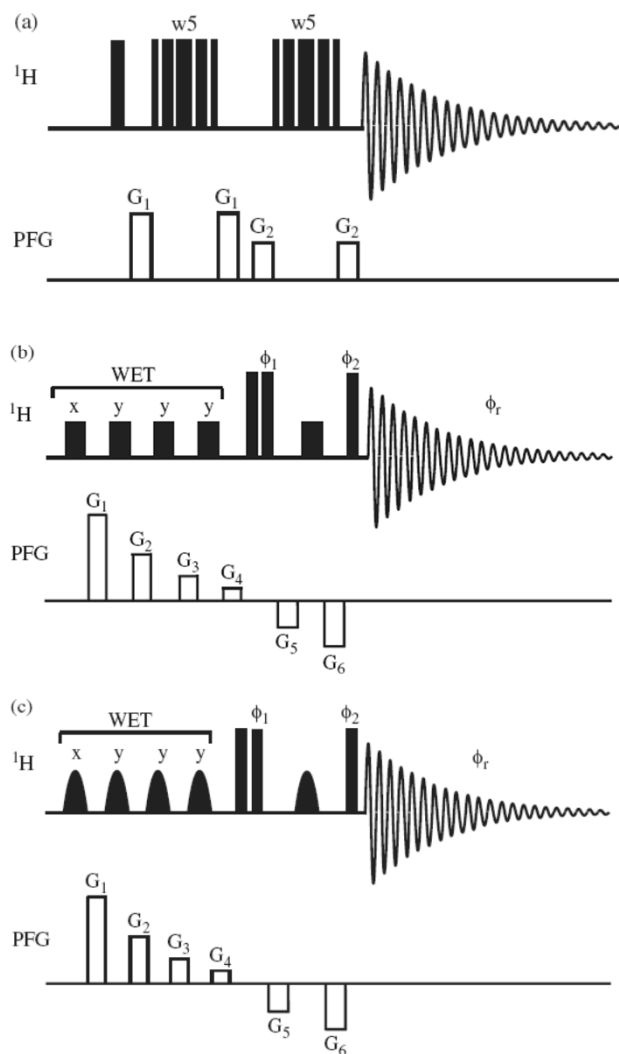 (a)
w5 w5
¹H
G₁ G₁
G₂ G₂
PFG
(b)
WET ϕ₁ ϕ₂
x y y y ϕᵣ
¹H
G₁
G₂
PFG G₃
G₄
G₅
G₆
(c)
WET ϕ₁ ϕ₂
x y y y ϕᵣ
¹H
G₁
G₂
PFG G₃
G₄
G₅
G₆